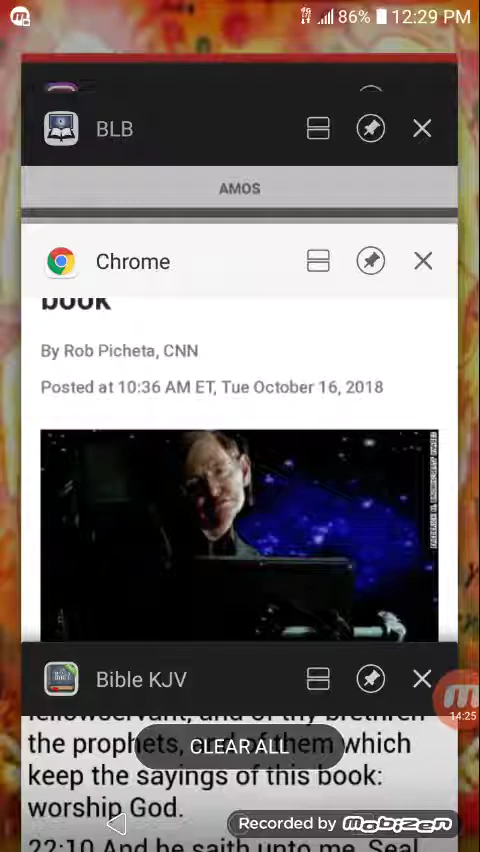 86% 12:29 PM
BLB
AMOS
Chrome
book
By Rob Picheta, CNN
Posted at 10:36 AM ET, Tue October 16, 2018
Bible KJV
14:25
fellowservant, and of thy brethren
the prophets, and of them which
CLEAR ALL
keep the sayings of this book:
worship God.
Recorded by MOBIZEN
22:10 And he saith unto me, Seal